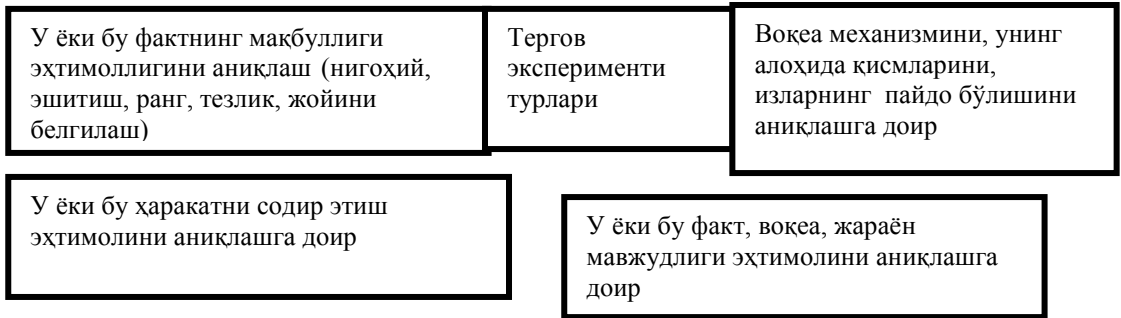 У ёки бу фактнинг мақбуллиги
эҳтимоллигини аниқлаш (нигоҳий,
эшитиш, ранг, тезлик, жойини
белгилаш)
Тергов
эксперименти
турлари
Воқеа механизмини, унинг
алоҳида қисмларини,
изларнинг пайдо бўлишини
аниқлашга доир
У ёки бу ҳаракатни содир этиш
эҳтимолини аниқлашга доир
У ёки бу факт, воқеа, жараён
мавжудлиги эҳтимолини аниқлашга
доир